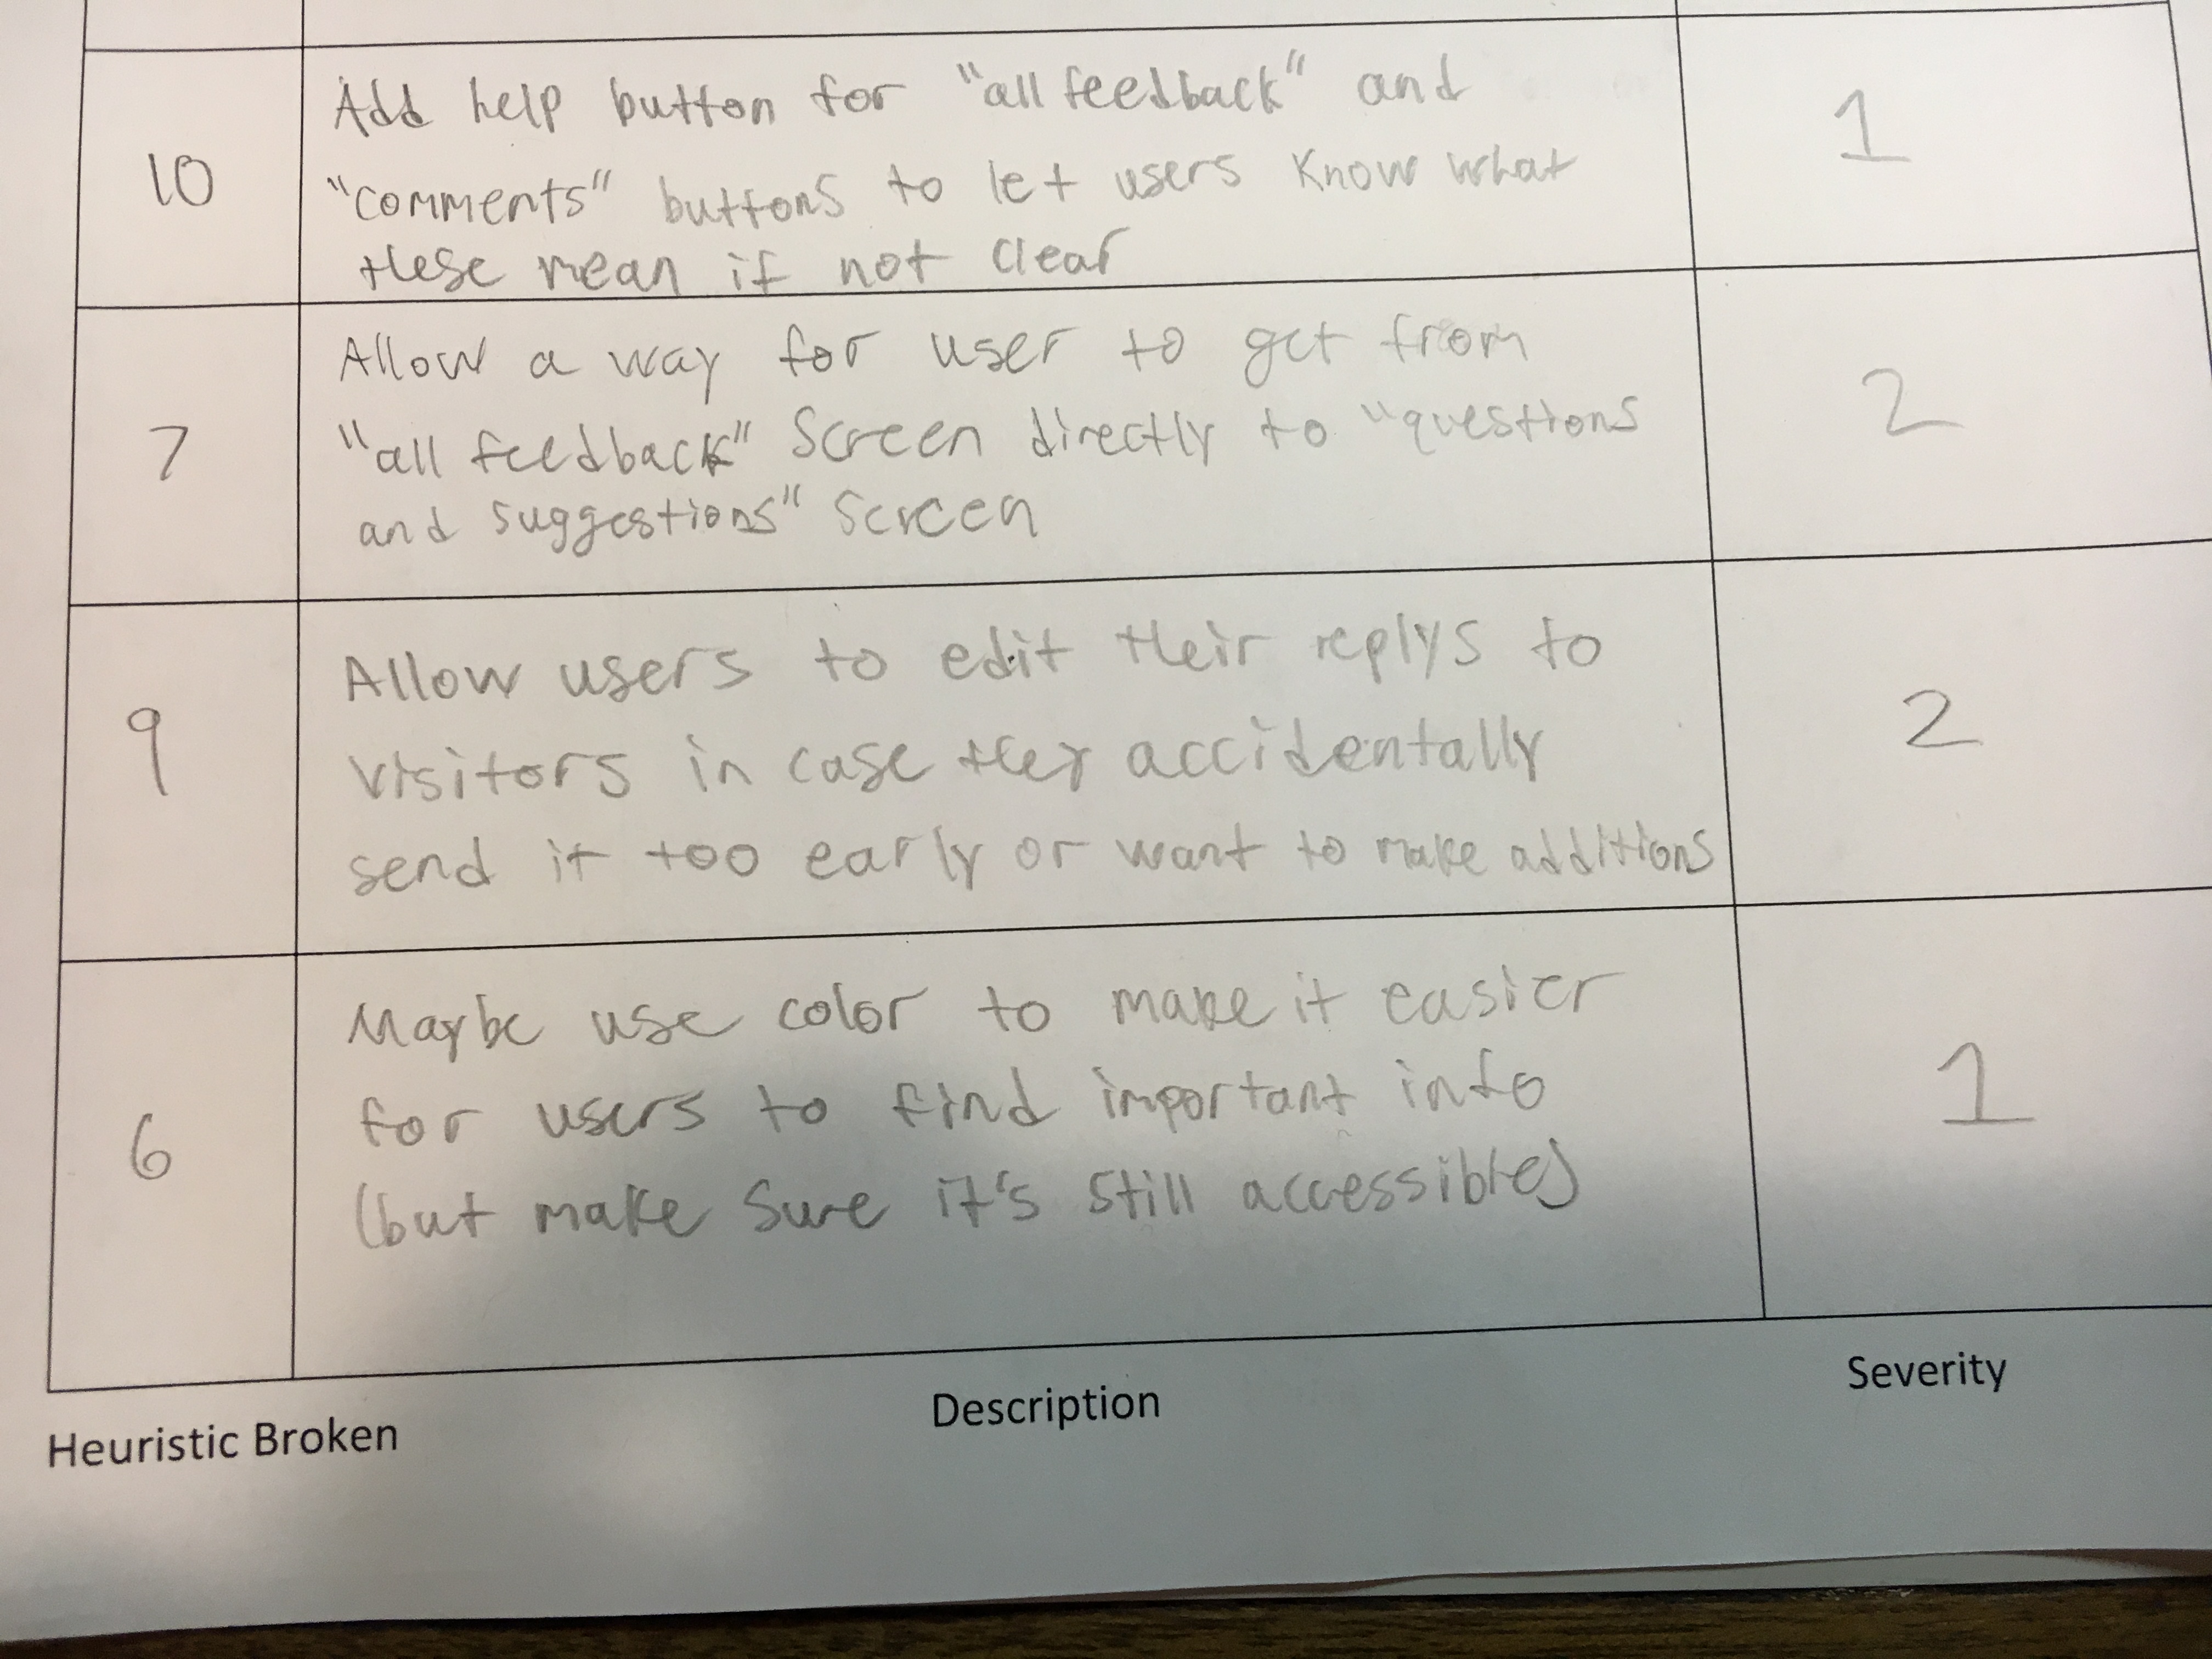 10
Add help button for "all feedback" and
"comments" buttons to let users know what
these mean if not clear
1
7
Allow a way for user to get from
"all feedback" screen directly to "questions
and suggestions" screen
2
9
Allow users to edit their replys to
visitors in case they accidentally
send it too early or want to make additions
2
6
Maybe use color to make it easier
for users to find important info
(but make sure it's still accessible)
1
Heuristic Broken Description Severity